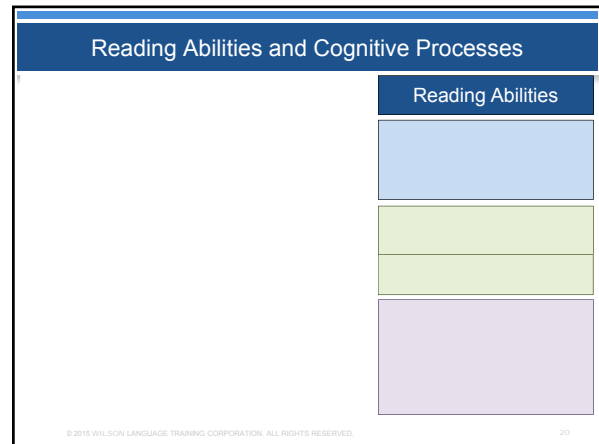 Reading Abilities and Cognitive Processes
Reading Abilities
© 2015 WILSON LANGUAGE TRAINING CORPORATION. ALL RIGHTS RESERVED.
20